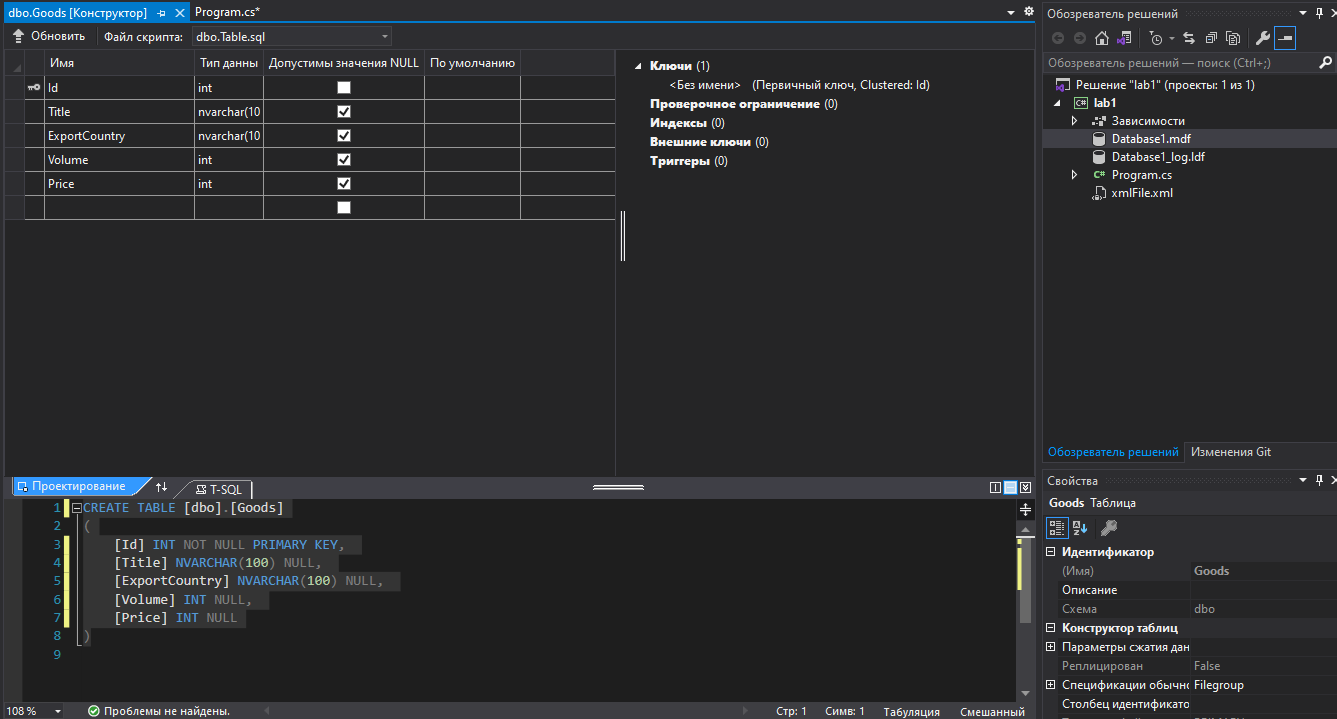 dbo.Goods [Конструктор]
Program.cs*
Обновить
Файл скрипта:
dbo.Table.sql
Имя Тип данны Допустимы значения NULL По умолчанию
Id int
Title nvarchar(10
ExportCountry nvarchar(10
Volume int
Price int
Ключи (1)
<Без имени> (Первичный ключ, Clustered: Id)
Проверочное ограничение (0)
Индексы (0)
Внешние ключи (0)
Триггеры (0)
Проектирование
T-SQL
1 CREATE TABLE [dbo].[Goods]
2 (
3 [Id] INT NOT NULL PRIMARY KEY,
4 [Title] NVARCHAR(100) NULL,
5 [ExportCountry] NVARCHAR(100) NULL,
6 [Volume] INT NULL,
7 [Price] INT NULL
8 )
9
108 % Проблемы не найдены. Стр: 1 Симв: 1 Табуляция Смешанный
Обозреватель решений
Обозреватель решений — поиск (Ctrl+;)
Решение "lab1" (проекты: 1 из 1)
C# lab1
Зависимости
Database1.mdf
Database1_log.ldf
C# Program.cs
xmlFile.xml
Обозреватель решений Изменения Git
Свойства
Goods Таблица
Идентификатор
(Имя) Goods
Описание
Схема dbo
Конструктор таблиц
Параметры сжатия дан
Реплицирован False
Спецификации обычно Filegroup
Столбец идентификато